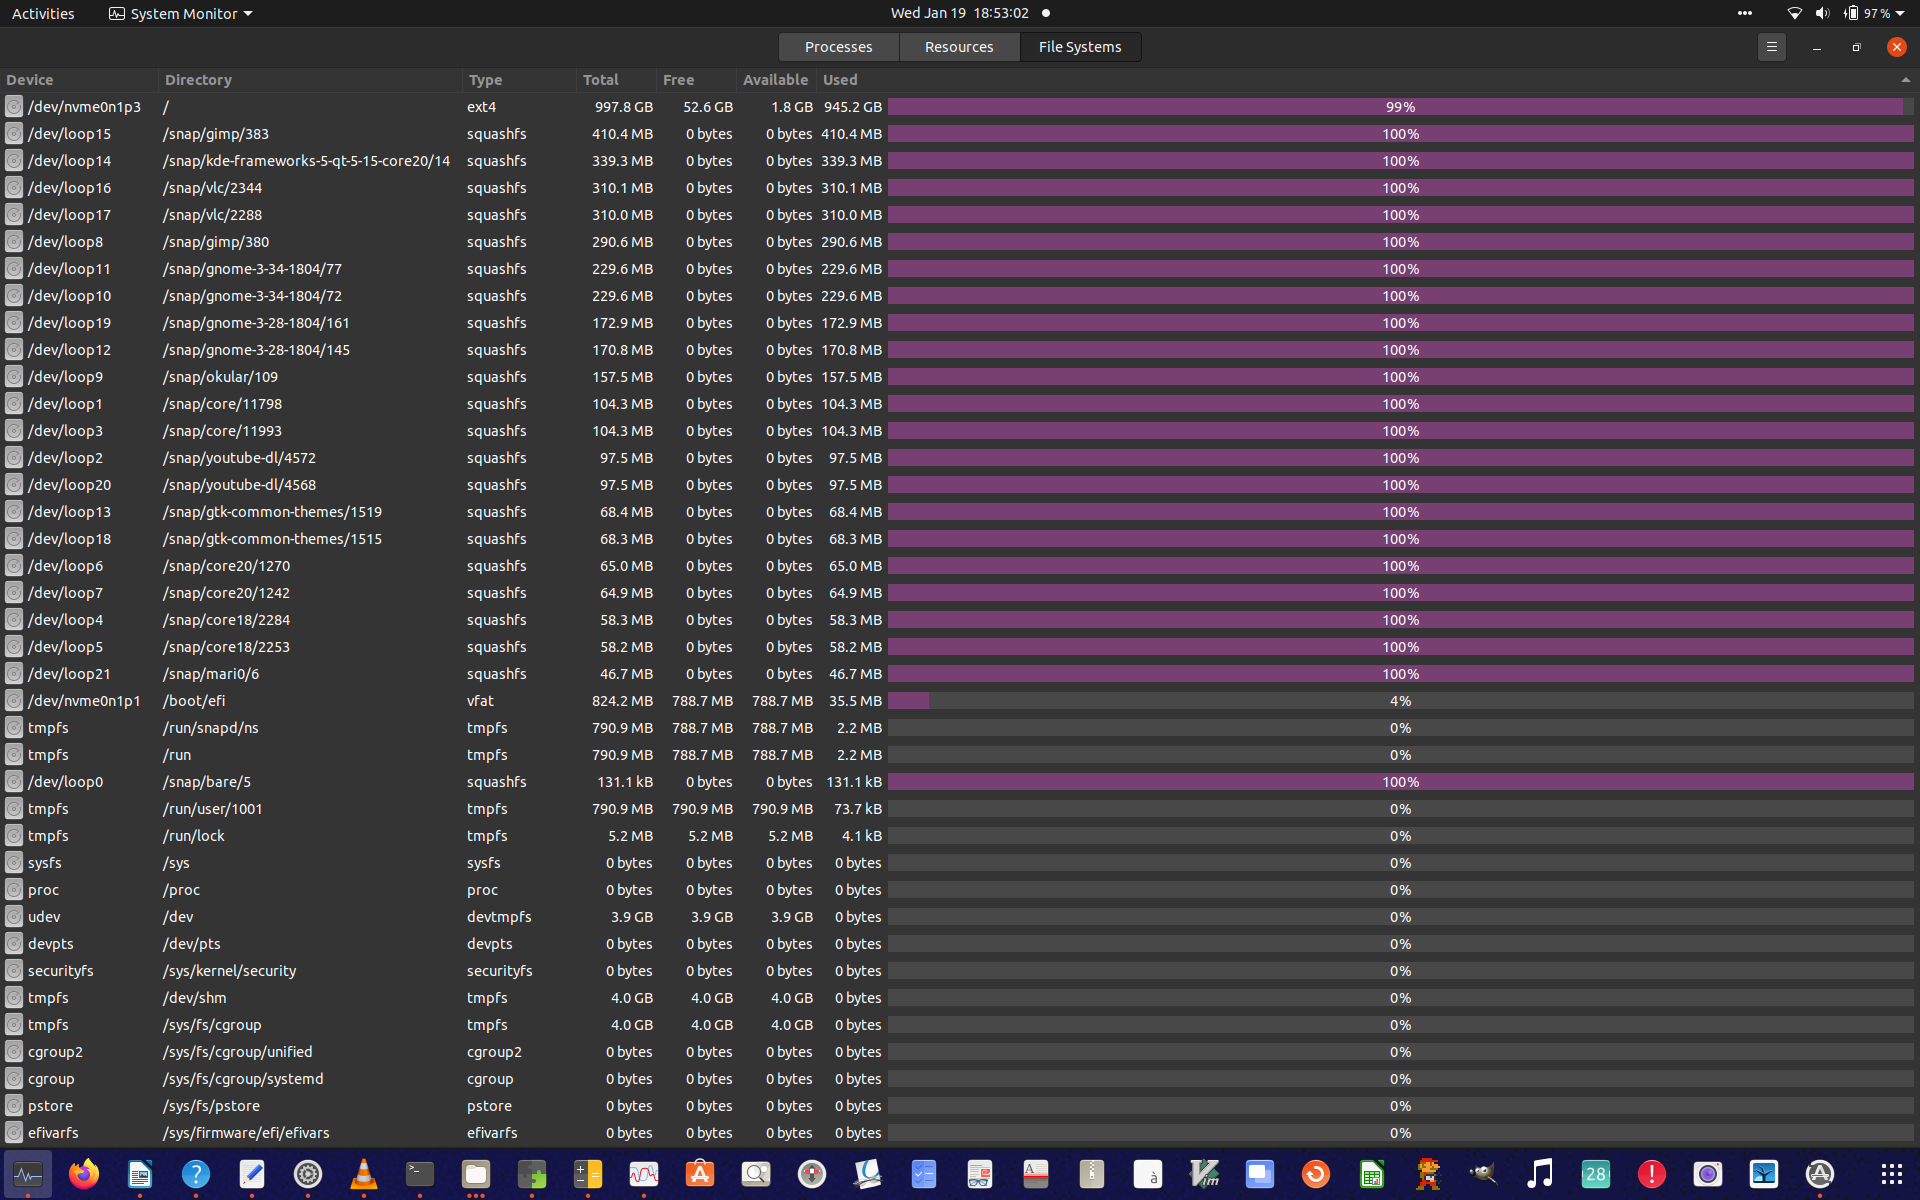 Activities System Monitor Wed Jan 19 18:53:02 97 %
Processes Resources File Systems
Device Directory Type Total Free Available Used
/dev/nvme0n1p3 / ext4 997.8 GB 52.6 GB 1.8 GB 945.2 GB 99%
/dev/loop15 /snap/gimp/383 squashfs 410.4 MB 0 bytes 0 bytes 410.4 MB 100%
/dev/loop14 /snap/kde-frameworks-5-qt-5-15-core20/14 squashfs 339.3 MB 0 bytes 0 bytes 339.3 MB 100%
/dev/loop16 /snap/vlc/2344 squashfs 310.1 MB 0 bytes 0 bytes 310.1 MB 100%
/dev/loop17 /snap/vlc/2288 squashfs 310.0 MB 0 bytes 0 bytes 310.0 MB 100%
/dev/loop8 /snap/gimp/380 squashfs 290.6 MB 0 bytes 0 bytes 290.6 MB 100%
/dev/loop11 /snap/gnome-3-34-1804/77 squashfs 229.6 MB 0 bytes 0 bytes 229.6 MB 100%
/dev/loop10 /snap/gnome-3-34-1804/72 squashfs 229.6 MB 0 bytes 0 bytes 229.6 MB 100%
/dev/loop19 /snap/gnome-3-28-1804/161 squashfs 172.9 MB 0 bytes 0 bytes 172.9 MB 100%
/dev/loop12 /snap/gnome-3-28-1804/145 squashfs 170.8 MB 0 bytes 0 bytes 170.8 MB 100%
/dev/loop9 /snap/okular/109 squashfs 157.5 MB 0 bytes 0 bytes 157.5 MB 100%
/dev/loop1 /snap/core/11798 squashfs 104.3 MB 0 bytes 0 bytes 104.3 MB 100%
/dev/loop3 /snap/core/11993 squashfs 104.3 MB 0 bytes 0 bytes 104.3 MB 100%
/dev/loop2 /snap/youtube-dl/4572 squashfs 97.5 MB 0 bytes 0 bytes 97.5 MB 100%
/dev/loop20 /snap/youtube-dl/4568 squashfs 97.5 MB 0 bytes 0 bytes 97.5 MB 100%
/dev/loop13 /snap/gtk-common-themes/1519 squashfs 68.4 MB 0 bytes 0 bytes 68.4 MB 100%
/dev/loop18 /snap/gtk-common-themes/1515 squashfs 68.3 MB 0 bytes 0 bytes 68.3 MB 100%
/dev/loop6 /snap/core20/1270 squashfs 65.0 MB 0 bytes 0 bytes 65.0 MB 100%
/dev/loop7 /snap/core20/1242 squashfs 64.9 MB 0 bytes 0 bytes 64.9 MB 100%
/dev/loop4 /snap/core18/2284 squashfs 58.3 MB 0 bytes 0 bytes 58.3 MB 100%
/dev/loop5 /snap/core18/2253 squashfs 58.2 MB 0 bytes 0 bytes 58.2 MB 100%
/dev/loop21 /snap/mari0/6 squashfs 46.7 MB 0 bytes 0 bytes 46.7 MB 100%
/dev/nvme0n1p1 /boot/efi vfat 824.2 MB 788.7 MB 788.7 MB 35.5 MB 4%
tmpfs /run/snapd/ns tmpfs 790.9 MB 788.7 MB 788.7 MB 2.2 MB 0%
tmpfs /run tmpfs 790.9 MB 788.7 MB 788.7 MB 2.2 MB 0%
/dev/loop0 /snap/bare/5 squashfs 131.1 kB 0 bytes 0 bytes 131.1 kB 100%
tmpfs /run/user/1001 tmpfs 790.9 MB 790.9 MB 790.9 MB 73.7 kB 0%
tmpfs /run/lock tmpfs 5.2 MB 5.2 MB 5.2 MB 4.1 kB 0%
sysfs /sys sysfs 0 bytes 0 bytes 0 bytes 0 bytes 0%
proc /proc proc 0 bytes 0 bytes 0 bytes 0 bytes 0%
udev /dev devtmpfs 3.9 GB 3.9 GB 3.9 GB 0 bytes 0%
devpts /dev/pts devpts 0 bytes 0 bytes 0 bytes 0 bytes 0%
securityfs /sys/kernel/security securityfs 0 bytes 0 bytes 0 bytes 0 bytes 0%
tmpfs /dev/shm tmpfs 4.0 GB 4.0 GB 4.0 GB 0 bytes 0%
tmpfs /sys/fs/cgroup tmpfs 4.0 GB 4.0 GB 4.0 GB 0 bytes 0%
cgroup2 /sys/fs/cgroup/unified cgroup2 0 bytes 0 bytes 0 bytes 0 bytes 0%
cgroup /sys/fs/cgroup/systemd cgroup 0 bytes 0 bytes 0 bytes 0 bytes 0%
pstore /sys/fs/pstore pstore 0 bytes 0 bytes 0 bytes 0 bytes 0%
efivarfs /sys/firmware/efi/efivars efivarfs 0 bytes 0 bytes 0 bytes 0 bytes 0%
? >_ A à Vim 28 !